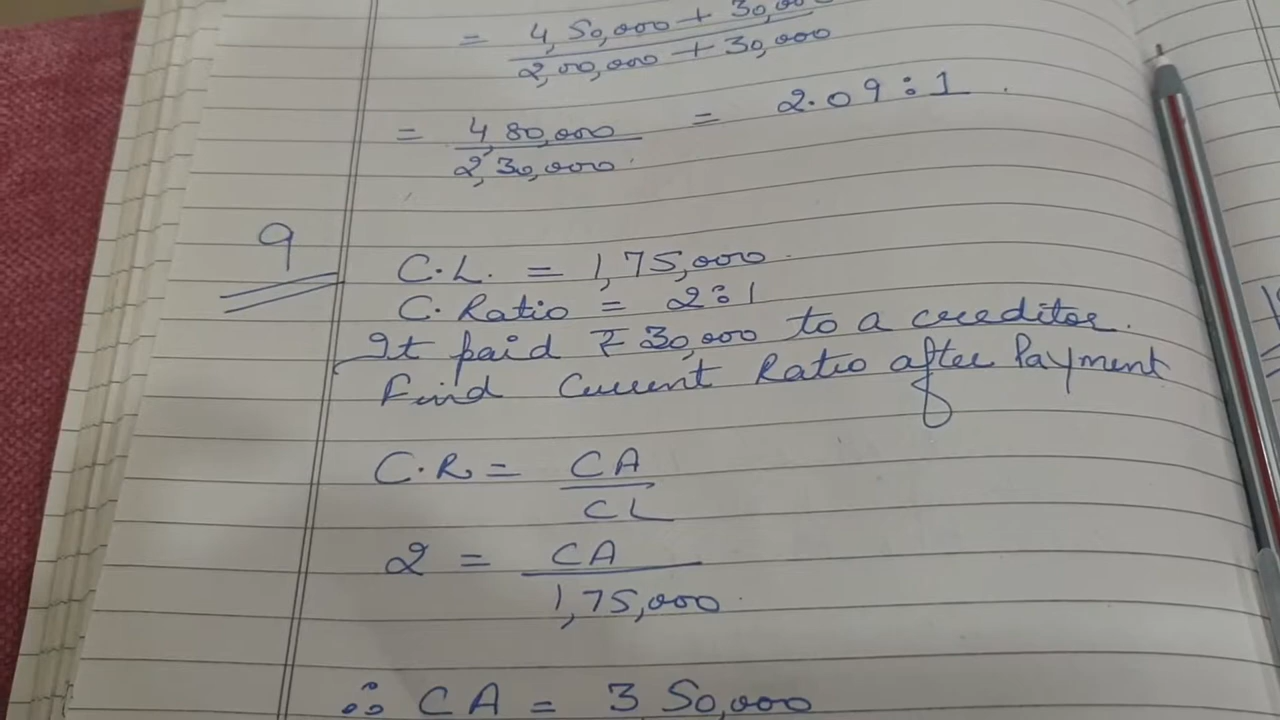 = 4,50,000 + 30,000
2,00,000 + 30,000
= 4,80,000 = 2.09:1
2,30,000
9
C.L. = 1,75,000
C. Ratio = 2:1
It paid ₹ 30,000 to a creditor.
Find Current Ratio after Payment
C.R = CA
CL
2 = CA
1,75,000
∴ CA = 3 50,000